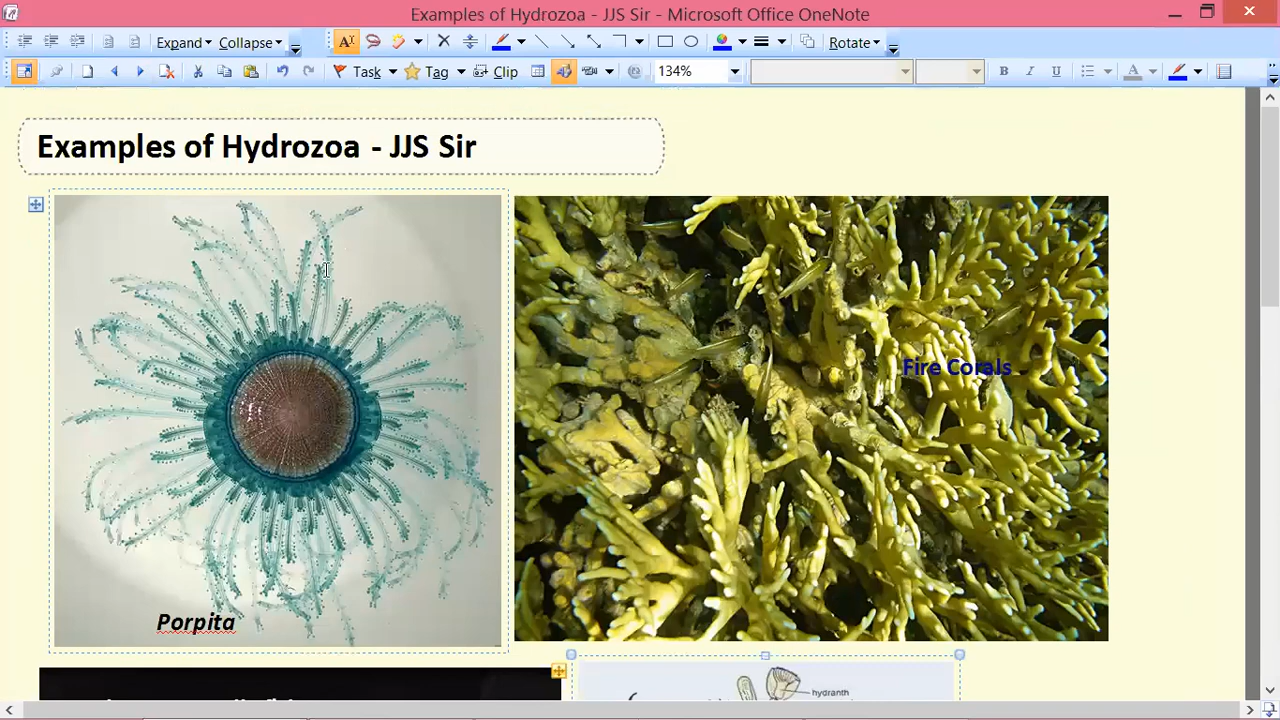 Examples of Hydrozoa - JJS Sir - Microsoft Office OneNote
Expand Collapse Rotate
Task Tag Clip 134% B I U A
Examples of Hydrozoa - JJS Sir
Fire Corals
Porpita
hydranth